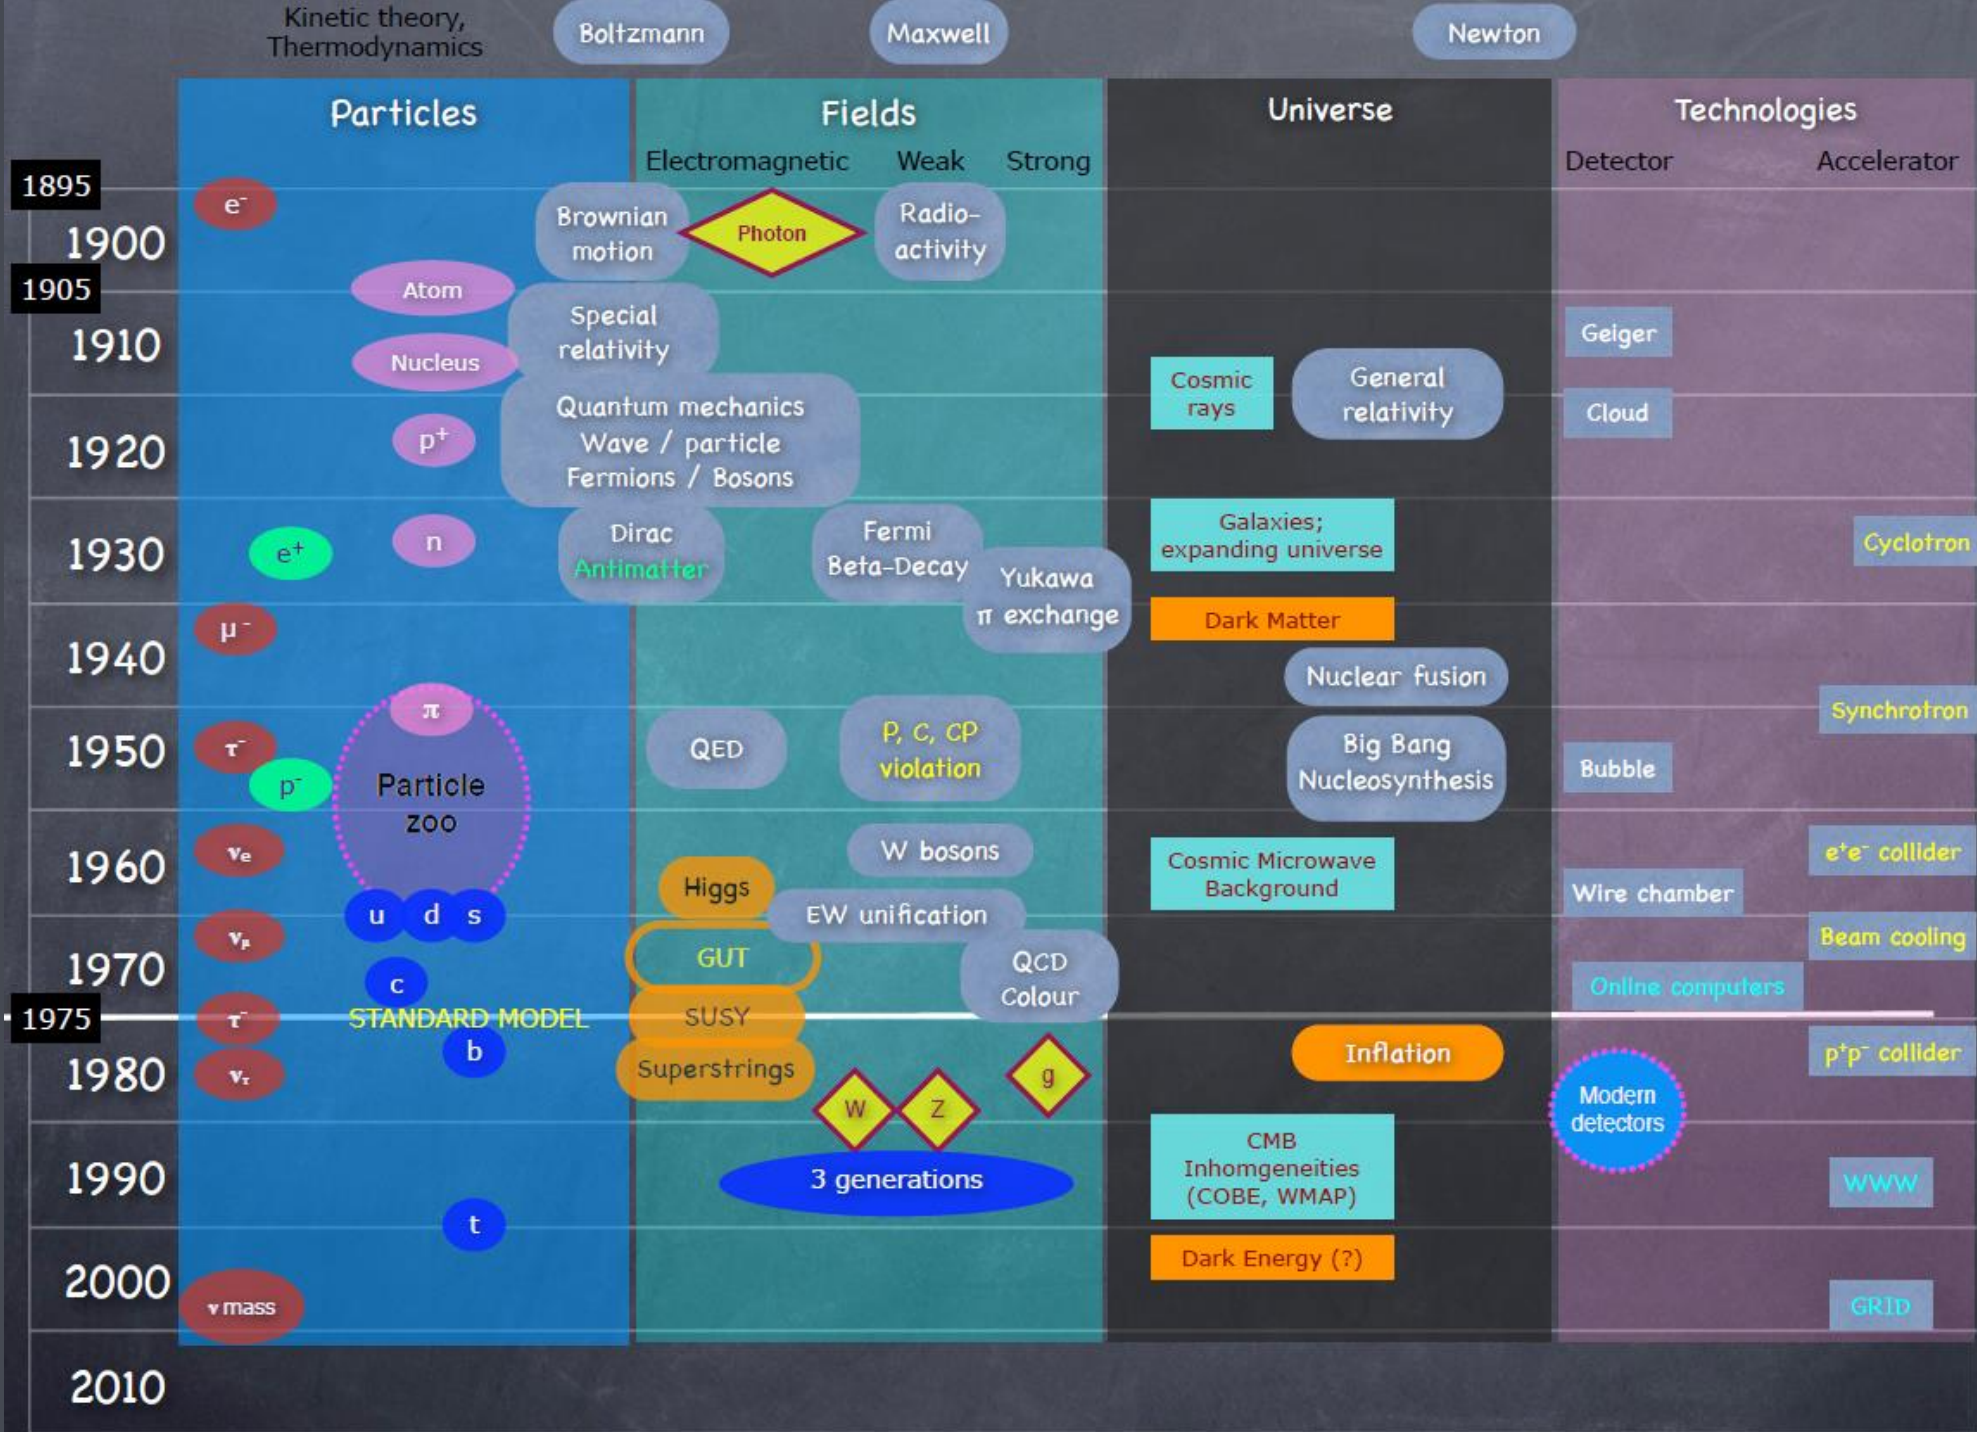 Kinetic theory,
Thermodynamics
Boltzmann
Maxwell
Newton
Particles
Fields
Universe
Technologies
Electromagnetic
Weak
Strong
Detector
Accelerator
1895
e⁻
Brownian
motion
Photon
Radio-
activity
1900
1905
Atom
Special
relativity
Geiger
1910
Nucleus
Cosmic
rays
General
relativity
Quantum mechanics
Wave / particle
Fermions / Bosons
Cloud
1920
p⁺
Galaxies;
expanding universe
1930
e⁺
n
Dirac
Antimatter
Fermi
Beta-Decay
Yukawa
π exchange
Cyclotron
Dark Matter
μ⁻
1940
Nuclear fusion
π
Synchrotron
1950
τ⁻
p⁻
Particle
zoo
QED
P, C, CP
violation
Big Bang
Nucleosynthesis
Bubble
1960
νe
W bosons
Cosmic Microwave
Background
e⁺e⁻ collider
Higgs
Wire chamber
u
d
s
EW unification
νμ
Beam cooling
1970
GUT
c
QCD
Colour
Online computers
1975
τ⁻
STANDARD MODEL
SUSY
b
Inflation
p⁺p⁻ collider
1980
ντ
Superstrings
W
Z
g
Modern
detectors
CMB
Inhomgeneities
(COBE, WMAP)
1990
3 generations
WWW
t
Dark Energy (?)
2000
ν mass
GRID
2010